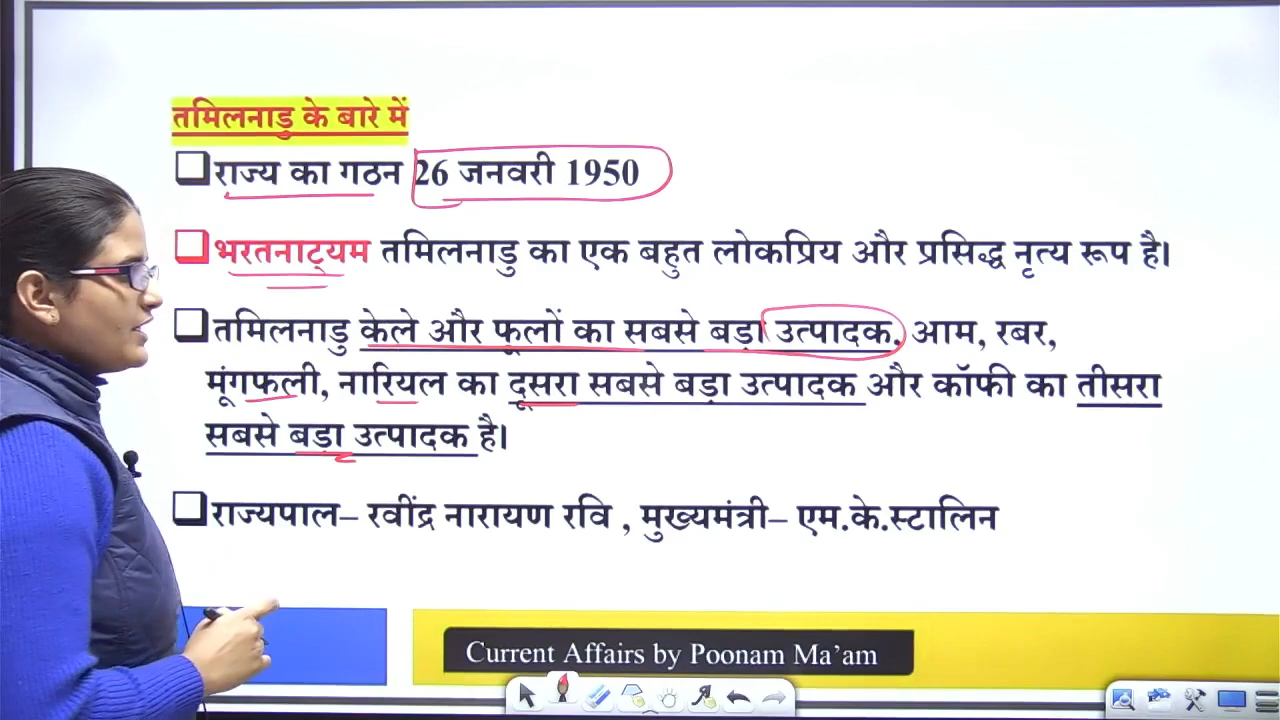 तमिलनाडु के बारे में
राज्य का गठन 26 जनवरी 1950
भरतनाट्यम तमिलनाडु का एक बहुत लोकप्रिय और प्रसिद्ध नृत्य रूप है।
तमिलनाडु केले और फूलों का सबसे बड़ा उत्पादक, आम, रबर,
मूंगफली, नारियल का दूसरा सबसे बड़ा उत्पादक और कॉफी का तीसरा
सबसे बड़ा उत्पादक है।
राज्यपाल– रवींद्र नारायण रवि , मुख्यमंत्री– एम.के.स्टालिन
Current Affairs by Poonam Ma’am